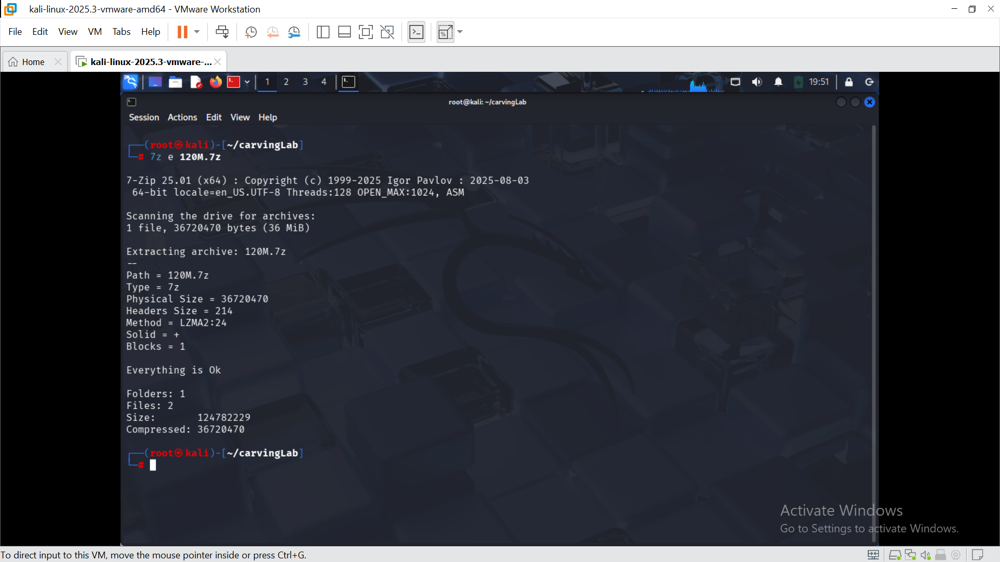 kali-linux-2025.3-vmware-amd64 - VMware Workstation
File Edit View VM Tabs Help
Home
kali-linux-2025.3-vmware-...
1 2 3 4
19:51
root@kali: ~/carvingLab
Session Actions Edit View Help
(root㉿kali)-[~/carvingLab]
# 7z e 120M.7z
7-Zip 25.01 (x64) : Copyright (c) 1999-2025 Igor Pavlov : 2025-08-03
64-bit locale=en_US.UTF-8 Threads:128 OPEN_MAX:1024, ASM
Scanning the drive for archives:
1 file, 36720470 bytes (36 MiB)
Extracting archive: 120M.7z
--
Path = 120M.7z
Type = 7z
Physical Size = 36720470
Headers Size = 214
Method = LZMA2:24
Solid = +
Blocks = 1
Everything is Ok
Folders: 1
Files: 2
Size: 124782229
Compressed: 36720470
(root㉿kali)-[~/carvingLab]
#
Activate Windows
Go to Settings to activate Windows.
To direct input to this VM, move the mouse pointer inside or press Ctrl+G.